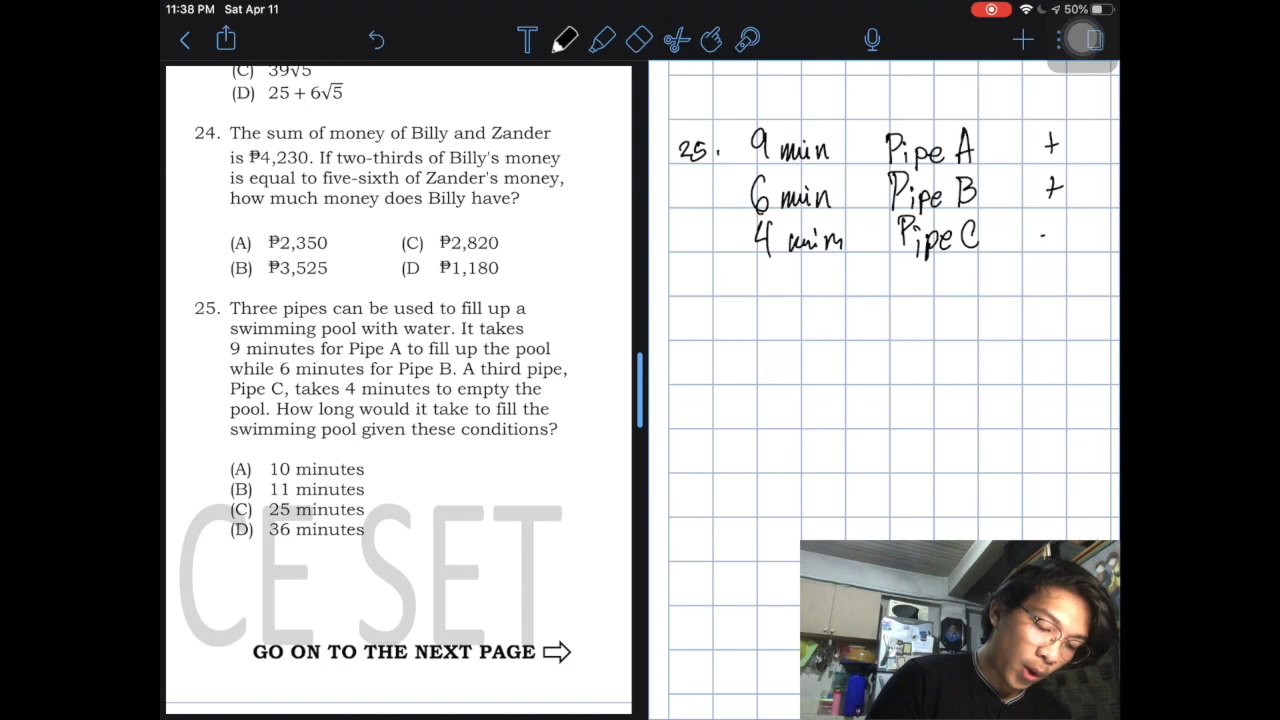 11:38 PM Sat Apr 11
50%
(C) 39√5
(D) 25 + 6√5
24. The sum of money of Billy and Zander
is ₱4,230. If two-thirds of Billy's money
is equal to five-sixth of Zander's money,
how much money does Billy have?
(A) ₱2,350 (C) ₱2,820
(B) ₱3,525 (D ₱1,180
25. Three pipes can be used to fill up a
swimming pool with water. It takes
9 minutes for Pipe A to fill up the pool
while 6 minutes for Pipe B. A third pipe,
Pipe C, takes 4 minutes to empty the
pool. How long would it take to fill the
swimming pool given these conditions?
(A) 10 minutes
(B) 11 minutes
(C) 25 minutes
(D) 36 minutes
CE SET
GO ON TO THE NEXT PAGE
25. 9 min Pipe A +
6 min Pipe B +
4 min Pipe C -